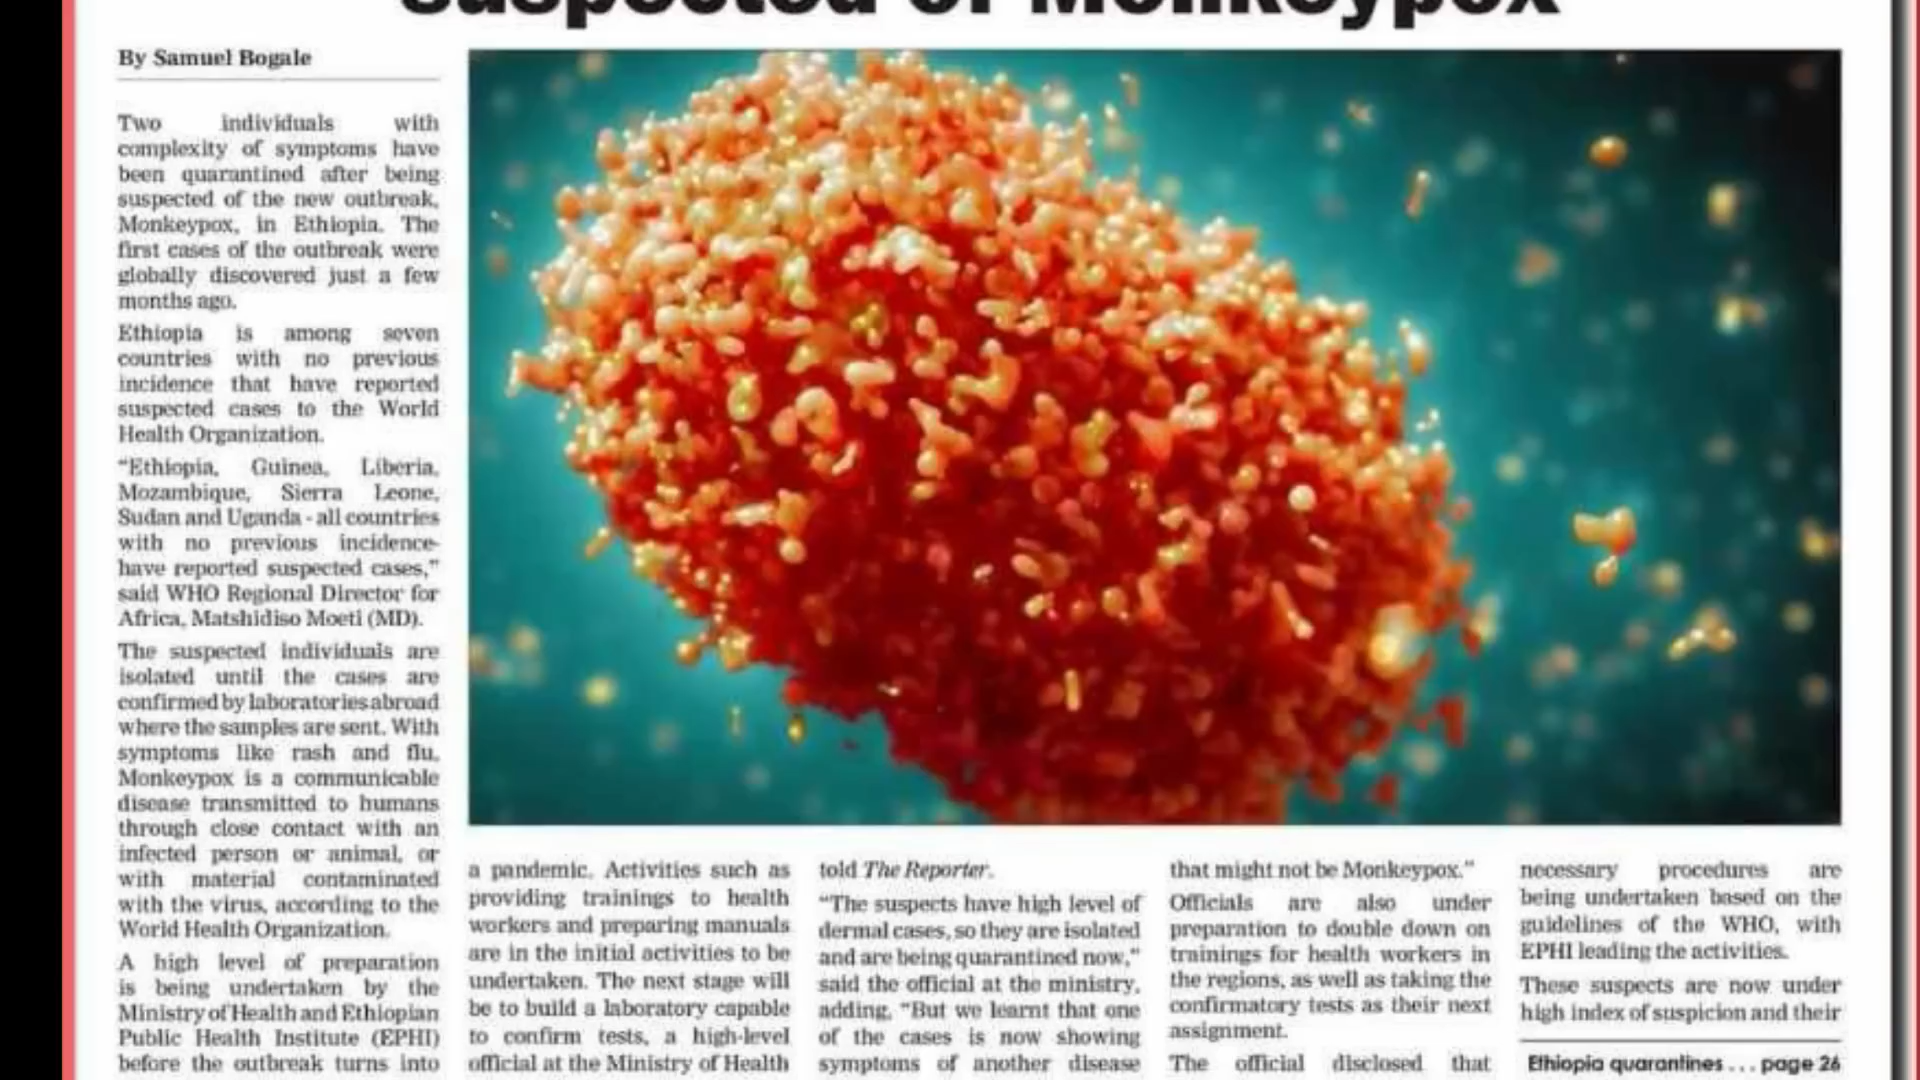 Suspected of Monkeypox
By Samuel Bogale
Two individuals with
complexity of symptoms have
been quarantined after being
suspected of the new outbreak,
Monkeypox, in Ethiopia. The
first cases of the outbreak were
globally discovered just a few
months ago.
Ethiopia is among seven
countries with no previous
incidence that have reported
suspected cases to the World
Health Organization.
“Ethiopia, Guinea, Liberia,
Mozambique, Sierra Leone,
Sudan and Uganda - all countries
with no previous incidence-
have reported suspected cases,”
said WHO Regional Director for
Africa, Matshidiso Moeti (MD).
The suspected individuals are
isolated until the cases are
confirmed by laboratories abroad
where the samples are sent. With
symptoms like rash and flu,
Monkeypox is a communicable
disease transmitted to humans
through close contact with an
infected person or animal, or
with material contaminated
with the virus, according to the
World Health Organization.
A high level of preparation
is being undertaken by the
Ministry of Health and Ethiopian
Public Health Institute (EPHI)
before the outbreak turns into
a pandemic. Activities such as
providing trainings to health
workers and preparing manuals
are in the initial activities to be
undertaken. The next stage will
be to build a laboratory capable
to confirm tests, a high-level
official at the Ministry of Health
told The Reporter.
“The suspects have high level of
dermal cases, so they are isolated
and are being quarantined now,”
said the official at the ministry,
adding, “But we learnt that one
of the cases is now showing
symptoms of another disease
that might not be Monkeypox.”
Officials are also under
preparation to double down on
trainings for health workers in
the regions, as well as taking the
confirmatory tests as their next
assignment.
The official disclosed that
necessary procedures are
being undertaken based on the
guidelines of the WHO, with
EPHI leading the activities.
These suspects are now under
high index of suspicion and their
Ethiopia quarantines . . . page 26